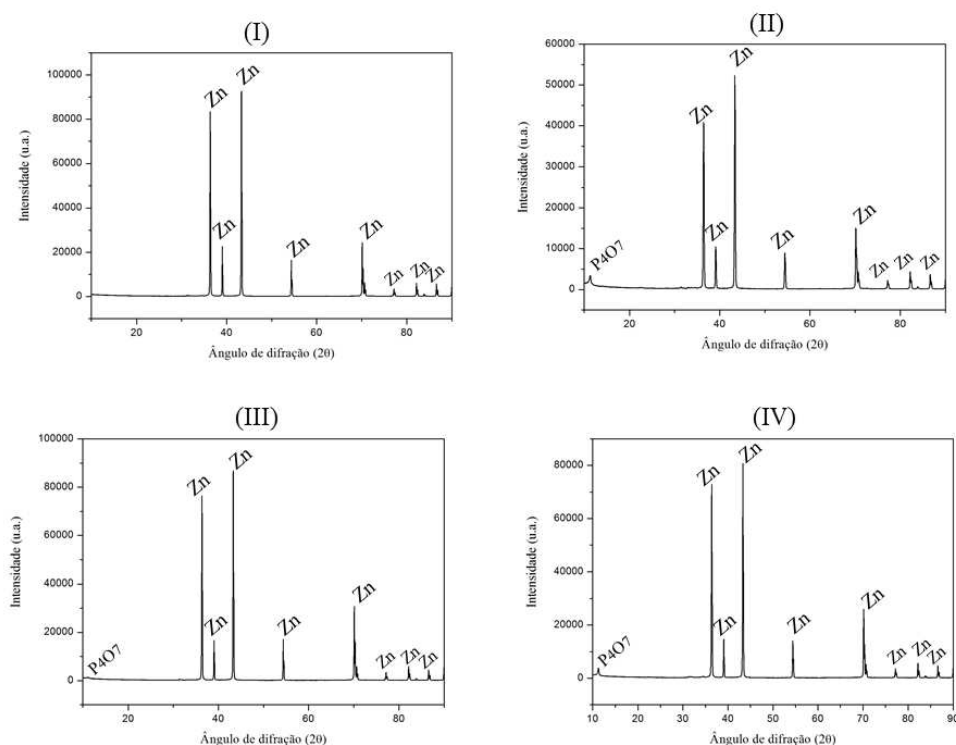 (I)
100000
80000
60000
40000
20000
0
Intensidade (u.a.)
Zn
Zn
Zn
Zn
Zn
Zn
Zn
Zn
20
40
60
80
Ângulo de difração (2θ)
(II)
60000
50000
40000
30000
20000
10000
0
Intensidade (u.a.)
P4O7
Zn
Zn
Zn
Zn
Zn
Zn
Zn
Zn
20
40
60
80
Ângulo de difração (2θ)
(III)
100000
80000
60000
40000
20000
0
Intensidade (u.a.)
P4O7
Zn
Zn
Zn
Zn
Zn
Zn
Zn
Zn
20
40
60
80
Ângulo de difração (2θ)
(IV)
80000
60000
40000
20000
0
Intensidade (u.a.)
P4O7
Zn
Zn
Zn
Zn
Zn
Zn
Zn
Zn
10
20
30
40
50
60
70
80
90
Ângulo de difração (2θ)